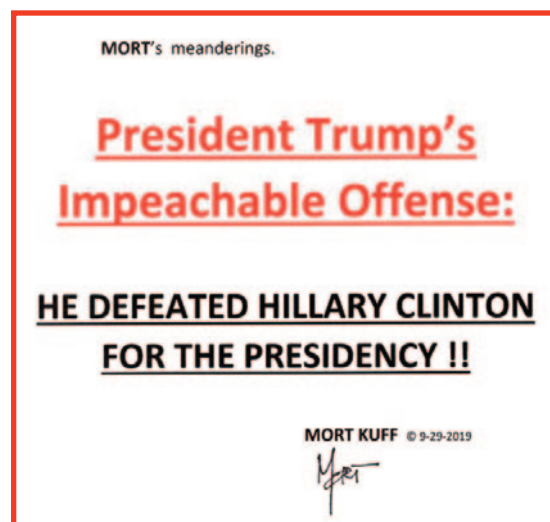 MORT's meanderings.
President Trump's
Impeachable Offense:
HE DEFEATED HILLARY CLINTON
FOR THE PRESIDENCY !!
MORT KUFF © 9-29-2019
MORT